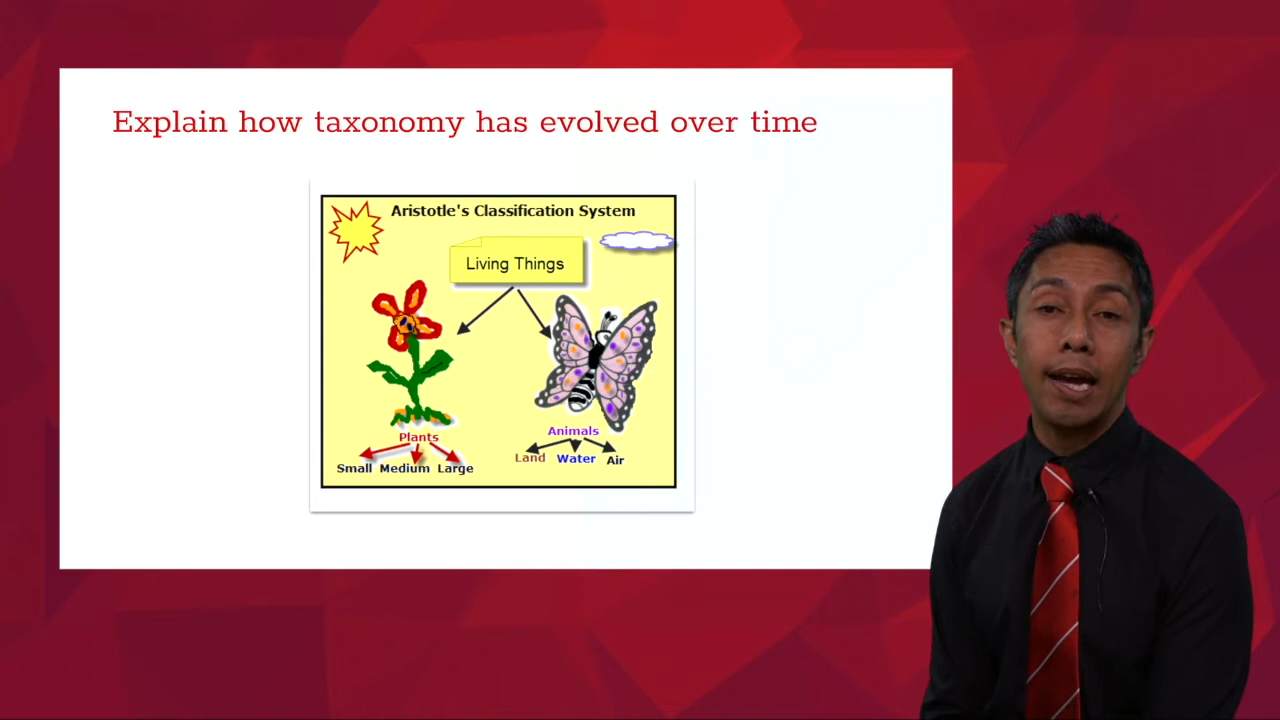 Explain how taxonomy has evolved over time
Aristotle's Classification System
Living Things
Plants
Small Medium Large
Animals
Land Water Air